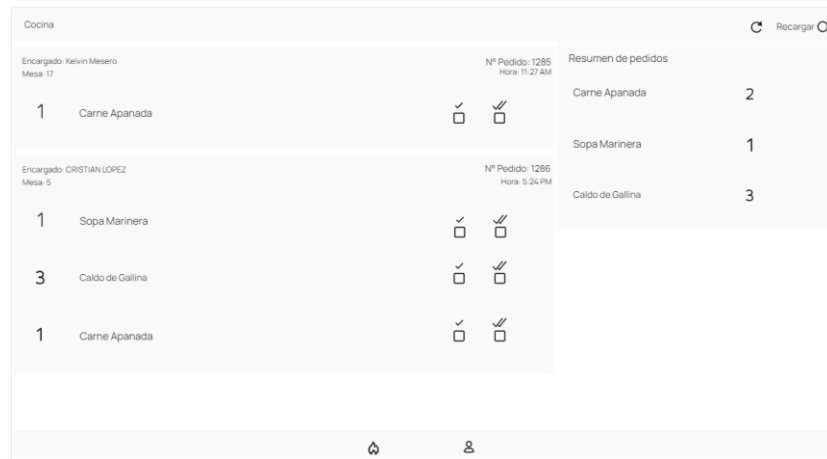 Cocina
Recargar
Encargado: Kelvin Mesero
Mesa: 17
N° Pedido: 1285
Hora: 11:27 AM
1 Carne Apanada
Encargado: CRISTIAN LOPEZ
Mesa: 5
N° Pedido: 1286
Hora: 5:24 PM
1 Sopa Marinera
3 Caldo de Gallina
1 Carne Apanada
Resumen de pedidos
Carne Apanada 2
Sopa Marinera 1
Caldo de Gallina 3